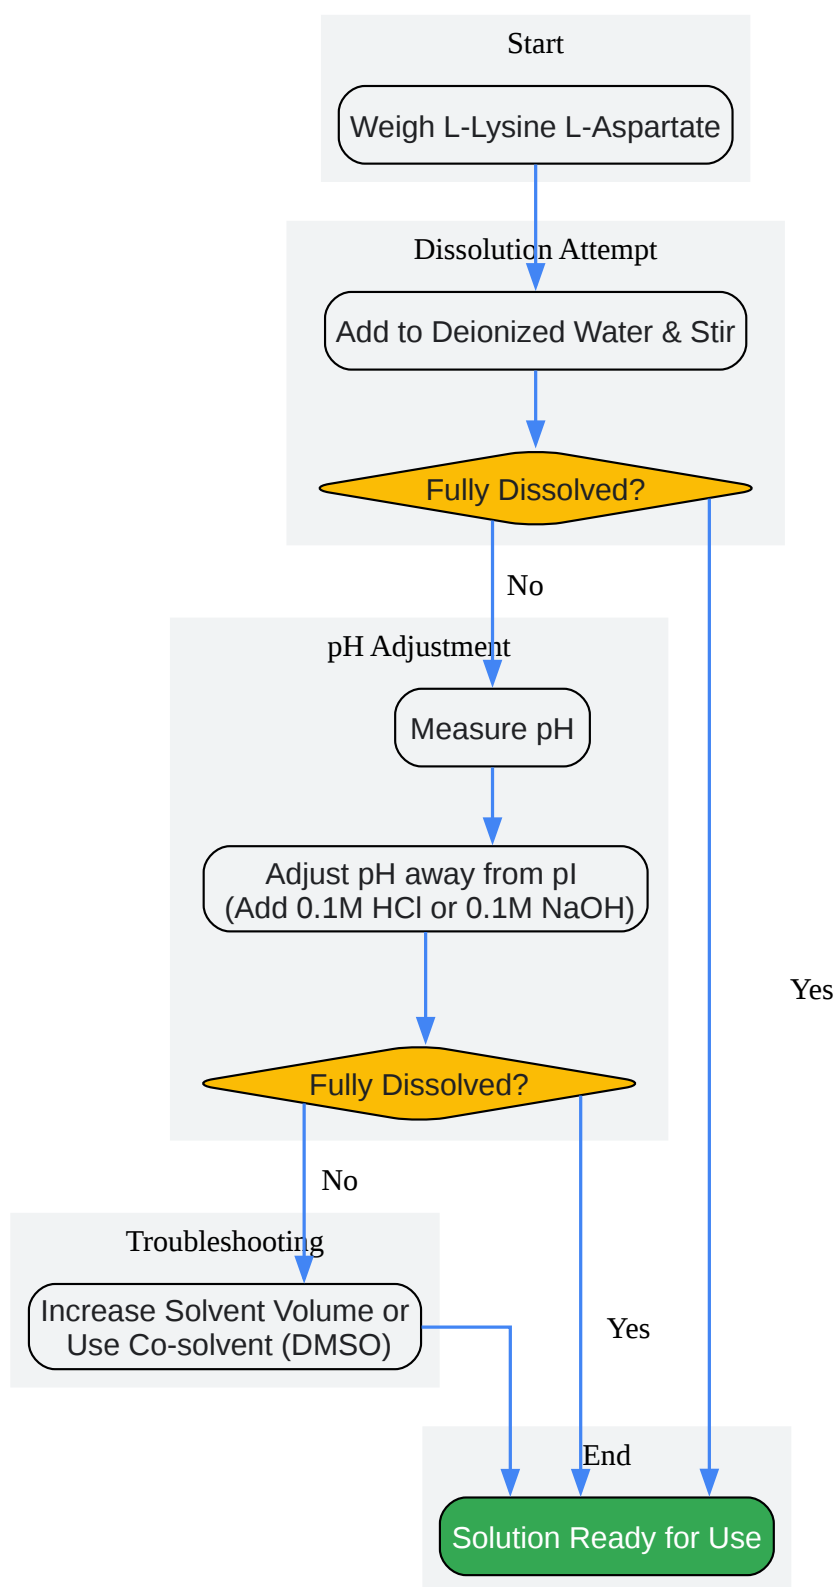 Start
Weigh L-Lysine L-Aspartate
Dissolution Attempt
Add to Deionized Water & Stir
Fully Dissolved?
No
pH Adjustment
Measure pH
Adjust pH away from pI
(Add 0.1M HCl or 0.1M NaOH)
Yes
Fully Dissolved?
No
Troubleshooting
Increase Solvent Volume or
Use Co-solvent (DMSO)
Yes
End
Solution Ready for Use